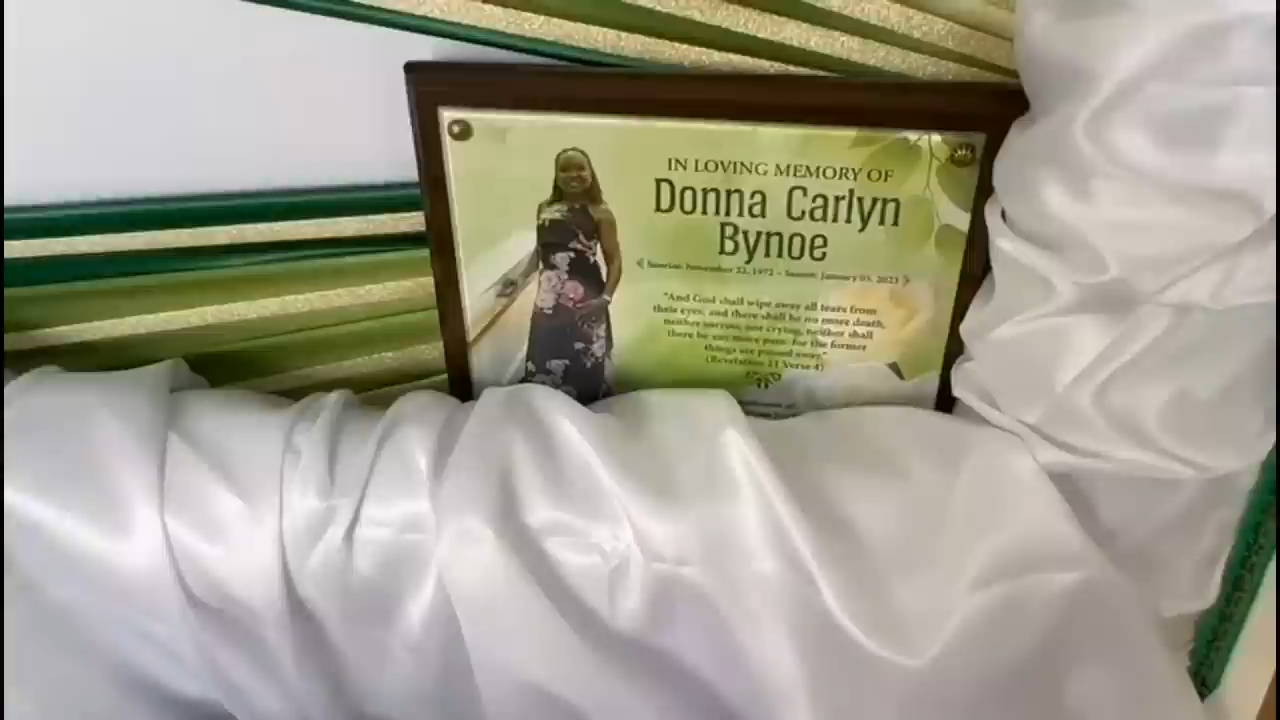 IN LOVING MEMORY OF
Donna Carlyn
Bynoe
Sunrise: November 22, 1972 - Sunset: January 03, 2023
"And God shall wipe away all tears from
their eyes, and there shall be no more death,
neither sorrow, nor crying, neither shall
there be any more pain: for the former
things are passed away."
(Revelation 21 Verse 4)